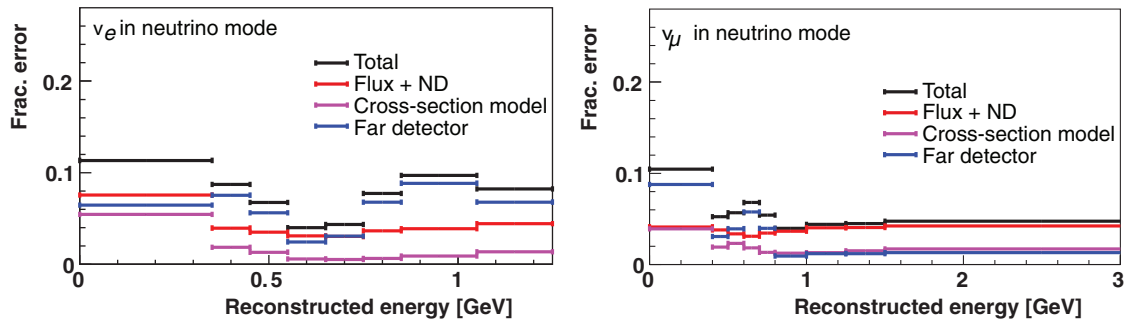 ν_e in neutrino mode
Total
Flux + ND
Cross-section model
Far detector
Frac. error
0.2
0.1
0
0 0.5 1
Reconstructed energy [GeV]
ν_μ in neutrino mode
Total
Flux + ND
Cross-section model
Far detector
Frac. error
0.2
0.1
0
0 1 2 3
Reconstructed energy [GeV]